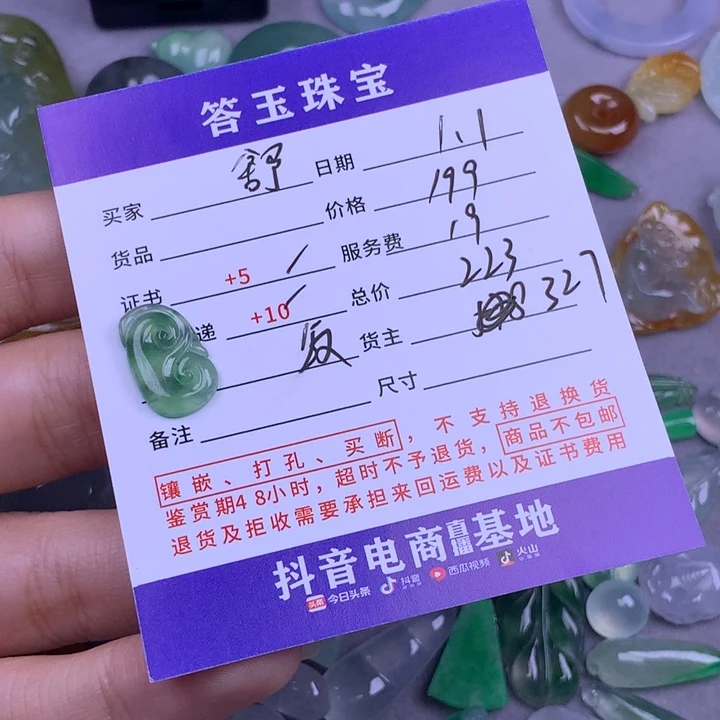 答玉珠宝
买家 舒 日期 1.1
货品 价格 199
证书 +5 服务费 19
递 +10 总价 223
货主 327
备注 尺寸
镶嵌、打孔、买断，不支持退换货
鉴赏期48小时，超时不予退货，商品不包邮
退货及拒收需要承担来回运费以及证书费用
抖音电商直播基地
头条 今日头条 抖音 西瓜视频 火山